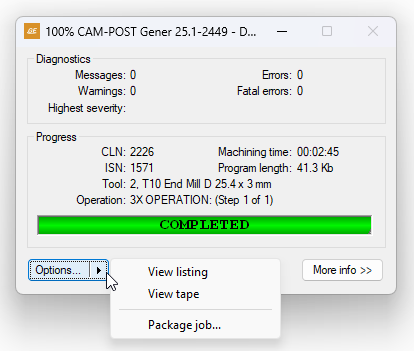 GE 100% CAM-POST Gener 25.1-2449 - D...
Diagnostics
Messages: 0 Errors: 0
Warnings: 0 Fatal errors: 0
Highest severity:
Progress
CLN: 2226 Machining time: 00:02:45
ISN: 1571 Program length: 41.3 Kb
Tool: 2, T10 End Mill D 25.4 x 3 mm
Operation: 3X OPERATION: (Step 1 of 1)
COMPLETED
Options... More info >>
View listing
View tape
Package job...